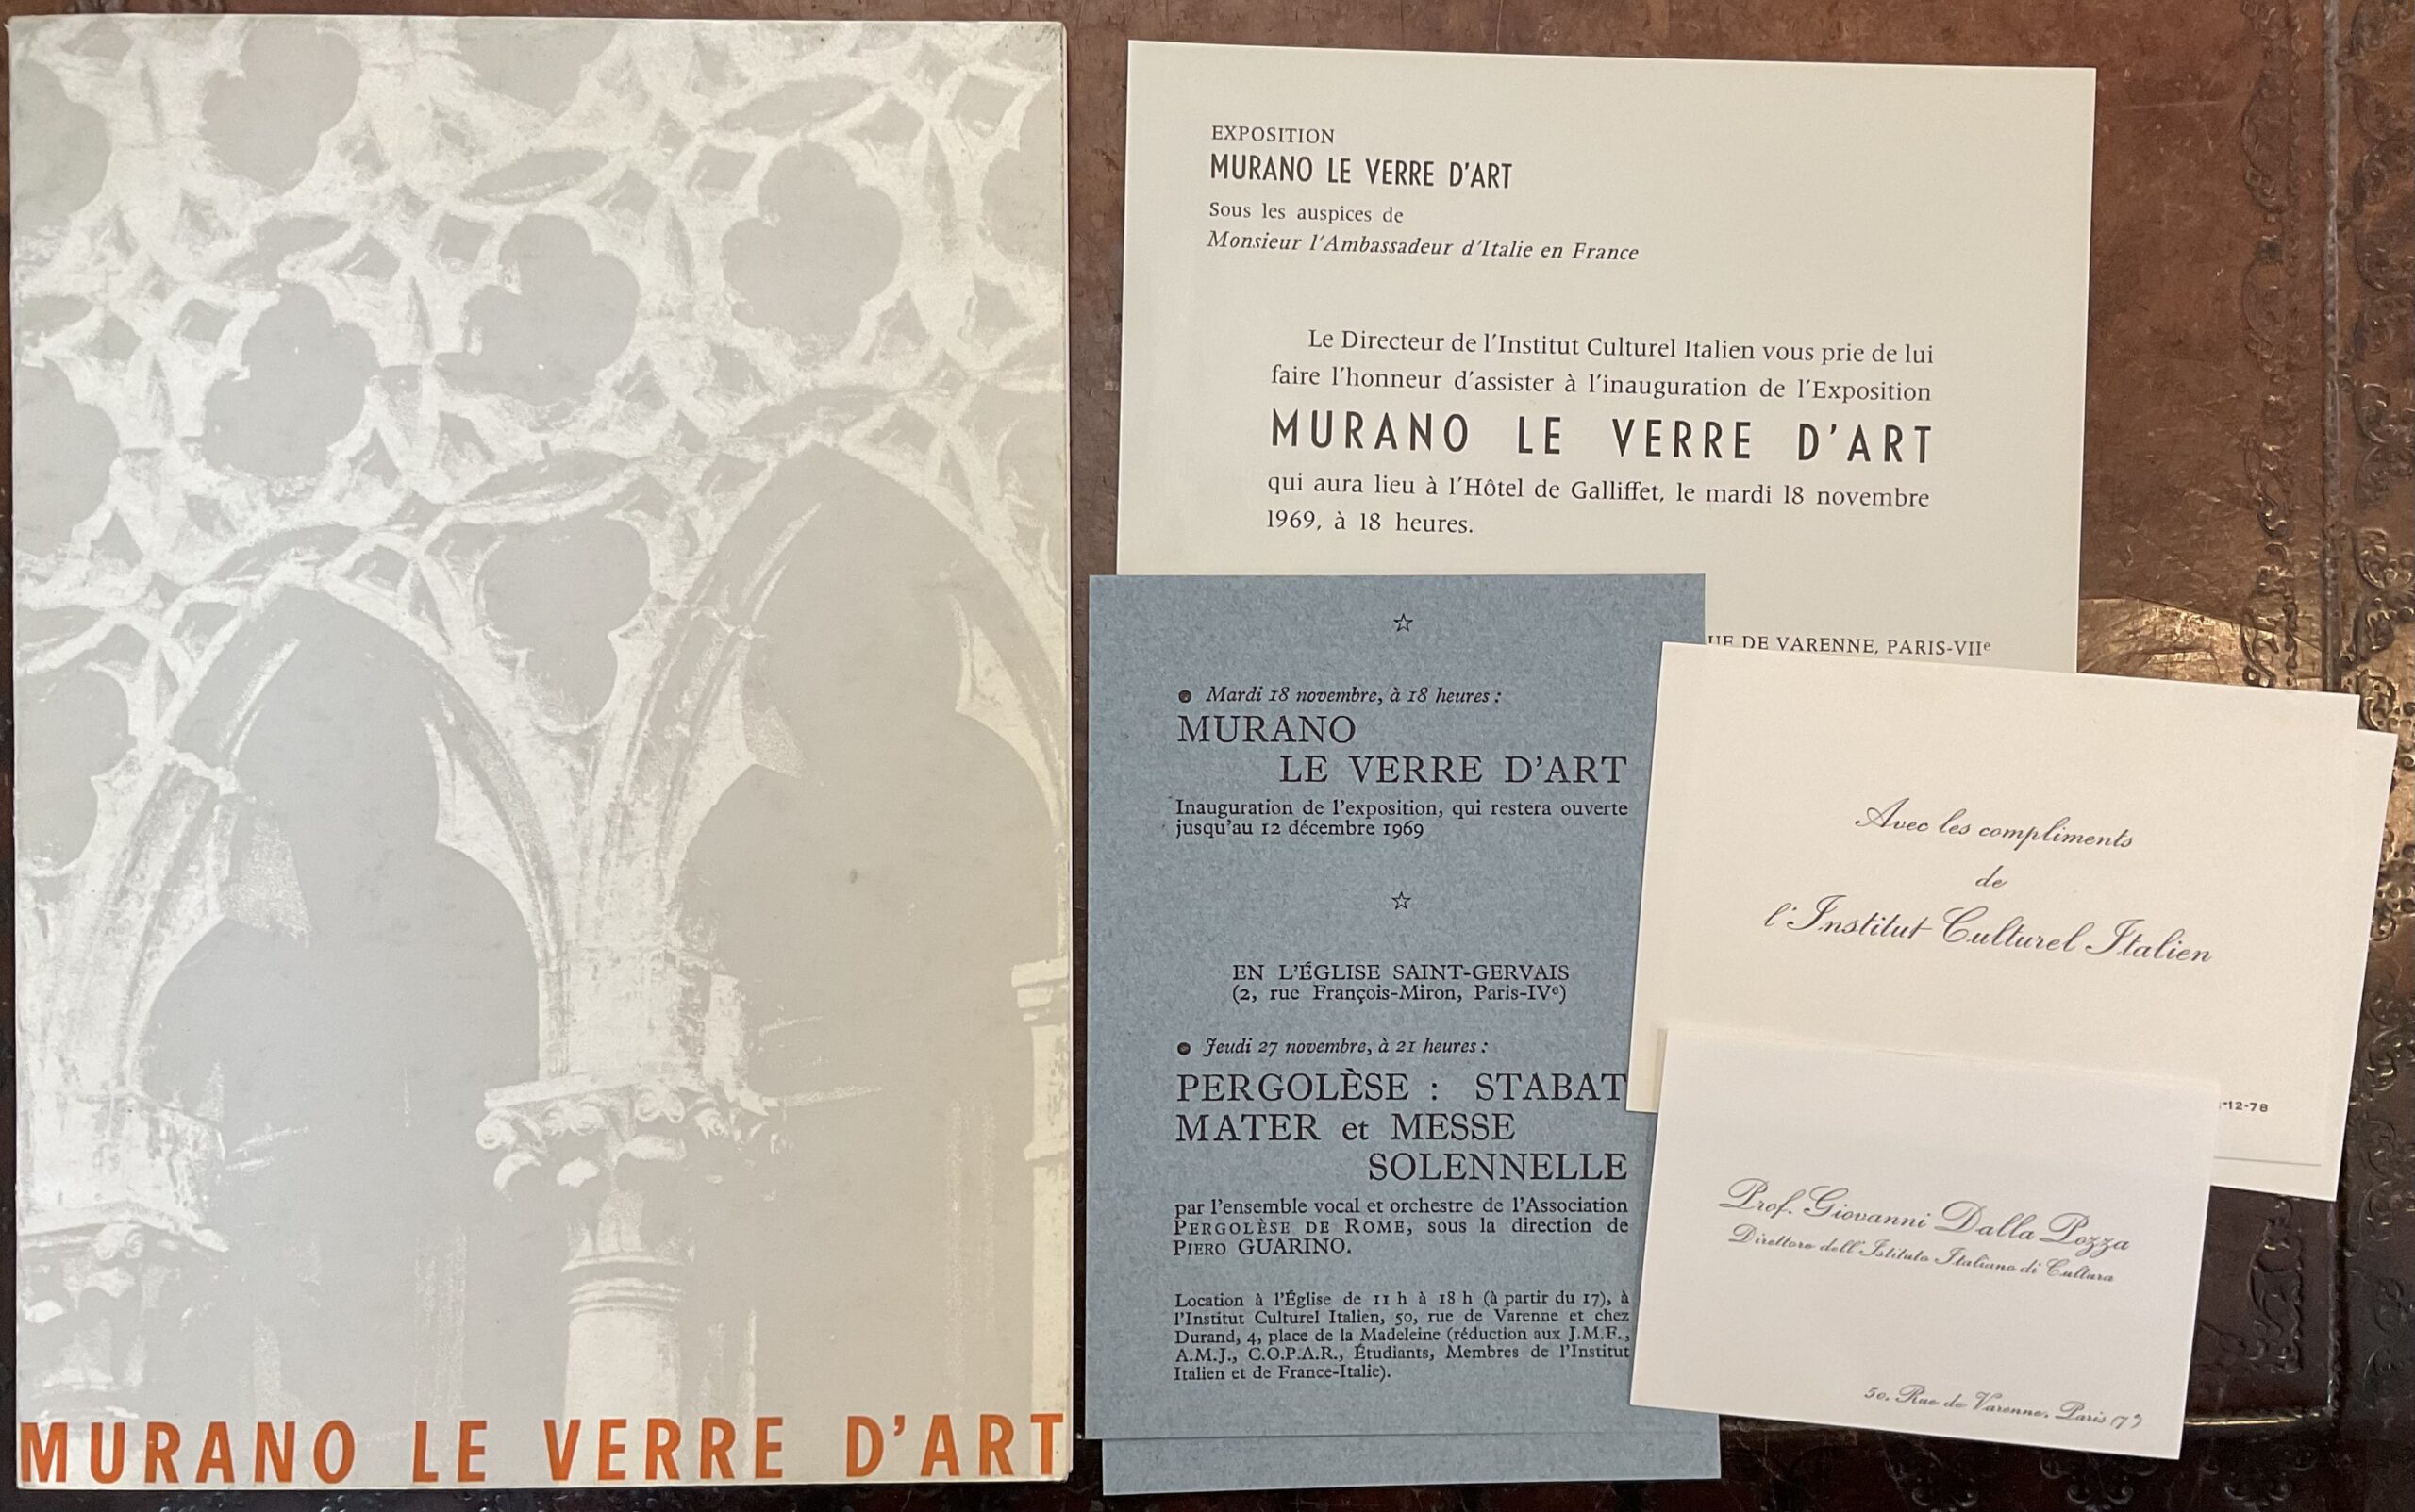 MURANO LE VERRE D'ART
EXPOSITION
MURANO LE VERRE D'ART
Sous les auspices de
Monsieur l'Ambassadeur d'Italie en France
Le Directeur de l'Institut Culturel Italien vous prie de lui
faire l'honneur d'assister à l'inauguration de l'Exposition
MURANO LE VERRE D'ART
qui aura lieu à l'Hôtel de Galliffet, le mardi 18 novembre
1969, à 18 heures.
DE VARENNE, PARIS-VIIe
☆
● Mardi 18 novembre, à 18 heures :
MURANO
LE VERRE D'ART
Inauguration de l'exposition, qui restera ouverte
jusqu'au 12 décembre 1969
☆
EN L'ÉGLISE SAINT-GERVAIS
(2, rue François-Miron, Paris-IVe)
● Jeudi 27 novembre, à 21 heures :
PERGOLÈSE : STABAT
MATER et MESSE
SOLENNELLE
par l'ensemble vocal et orchestre de l'Association
PERGOLÈSE DE ROME, sous la direction de
PIERO GUARINO.
Location à l'Église de 11 h à 18 h (à partir du 17), à
l'Institut Culturel Italien, 50, rue de Varenne et chez
Durand, 4, place de la Madeleine (réduction aux J.M.F.,
A.M.J., C.O.P.A.R., Étudiants, Membres de l'Institut
Italien et de France-Italie).
Avec les compliments
de
l'Institut Culturel Italien
-12-78
Prof. Giovanni Dalla Pozza
Direttore dell'Istituto Italiano di Cultura
50, Rue de Varenne, Paris (7e)